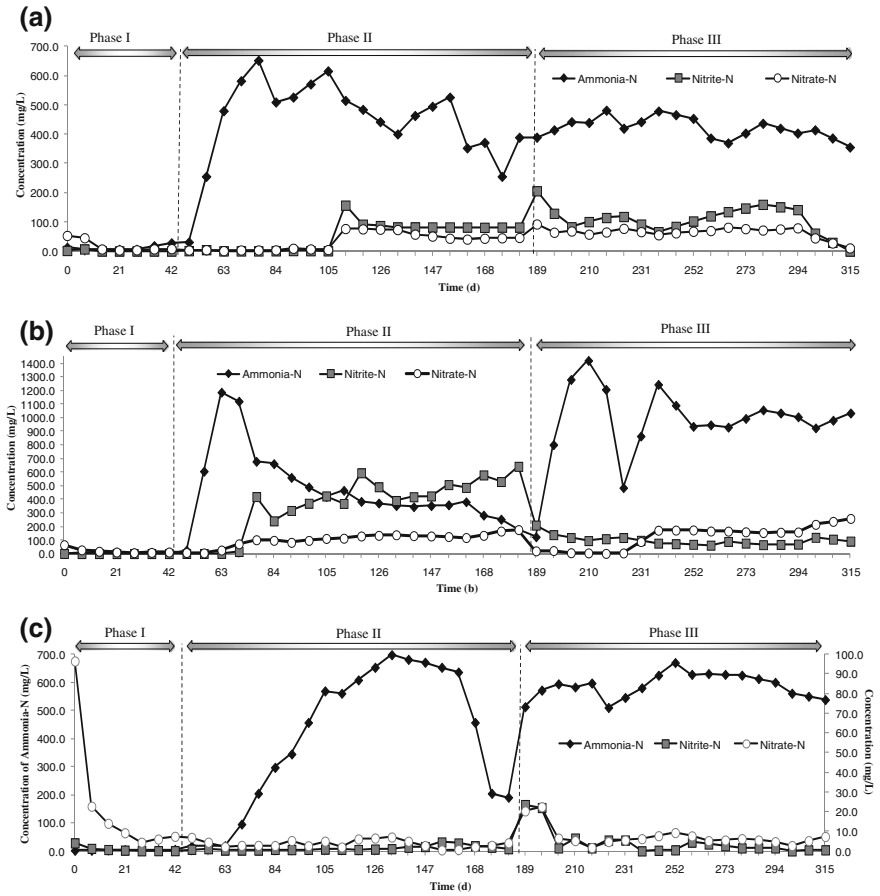 (a)
Phase I
Phase II
Phase III
Concentration (mg/L)
700.0
600.0
500.0
400.0
300.0
200.0
100.0
0.0
Ammonia-N Nitrite-N Nitrate-N
0 21 42 63 84 105 126 147 168 189 210 231 252 273 294 315
Time (d)
(b)
Phase I
Phase II
Phase III
Concentration (mg/L)
1400.0
1300.0
1200.0
1100.0
1000.0
900.0
800.0
700.0
600.0
500.0
400.0
300.0
200.0
100.0
0.0
Ammonia-N Nitrite-N Nitrate-N
0 21 42 63 84 105 126 147 168 189 210 231 252 273 294 315
Time (b)
(c)
Phase I
Phase II
Phase III
Concentration of Ammonia-N (mg/L)
700.0
600.0
500.0
400.0
300.0
200.0
100.0
0.0
Ammonia-N Nitrite-N Nitrate-N
100.0
90.0
80.0
70.0
60.0
50.0
40.0
30.0
20.0
10.0
0.0
Concentration (mg/L)
0 21 42 63 84 105 126 147 168 189 210 231 252 273 294 315
Time (d)